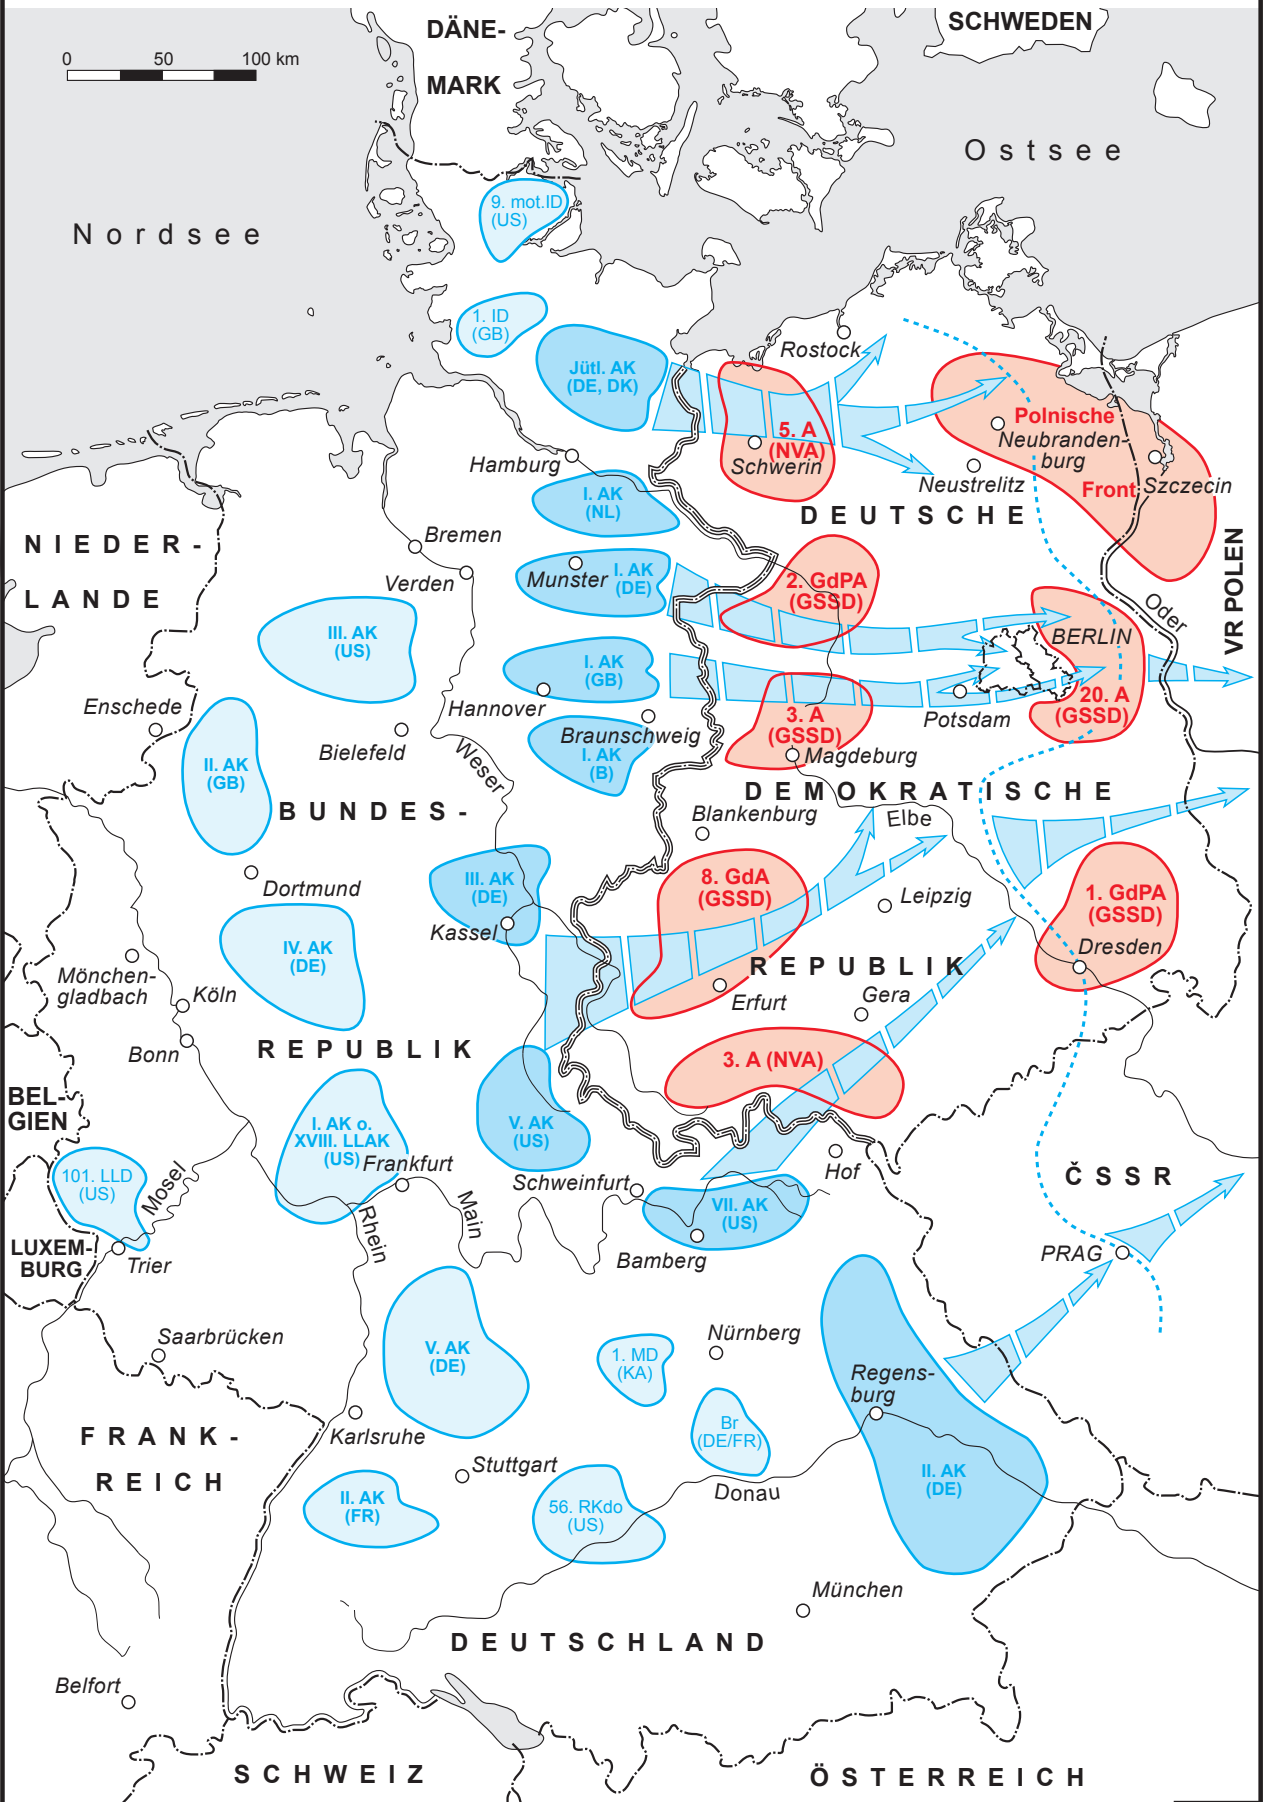 DÄNE-
MARK
SCHWEDEN
0 50 100 km
Ostsee
Nordsee
9. mot.ID
(US)
1. ID
(GB)
Jütl. AK
(DE, DK)
Rostock
5. A
(NVA)
Schwerin
Polnische
Neubranden-
burg
Front
Szczecin
Neustrelitz
Hamburg
I. AK
(NL)
DEUTSCHE
NIEDER-
LANDE
Bremen
Verden
Munster
I. AK
(DE)
2. GdPA
(GSSD)
VR POLEN
Oder
BERLIN
III. AK
(US)
I. AK
(GB)
Hannover
20. A
(GSSD)
Potsdam
3. A
(GSSD)
Magdeburg
Enschede
Bielefeld
Braunschweig
I. AK
(B)
Weser
II. AK
(GB)
BUNDES-
DEMOKRATISCHE
Blankenburg
Elbe
Dortmund
III. AK
(DE)
Kassel
8. GdA
(GSSD)
Leipzig
1. GdPA
(GSSD)
Dresden
IV. AK
(DE)
Mönchen-
gladbach
Köln
Bonn
REPUBLIK
Erfurt
Gera
REPUBLIK
3. A (NVA)
BEL-
GIEN
I. AK o.
XVIII. LLAK
(US)
Frankfurt
V. AK
(US)
Hof
ČSSR
101. LLD
(US)
Mosel
Schweinfurt
Main
Rhein
VII. AK
(US)
Bamberg
LUXEM-
BURG
Trier
PRAG
Saarbrücken
V. AK
(DE)
1. MD
(KA)
Nürnberg
Regens-
burg
Br
(DE/FR)
Karlsruhe
FRANK-
REICH
Stuttgart
II. AK
(FR)
56. RKdo
(US)
Donau
II. AK
(DE)
München
DEUTSCHLAND
Belfort
SCHWEIZ
ÖSTERREICH